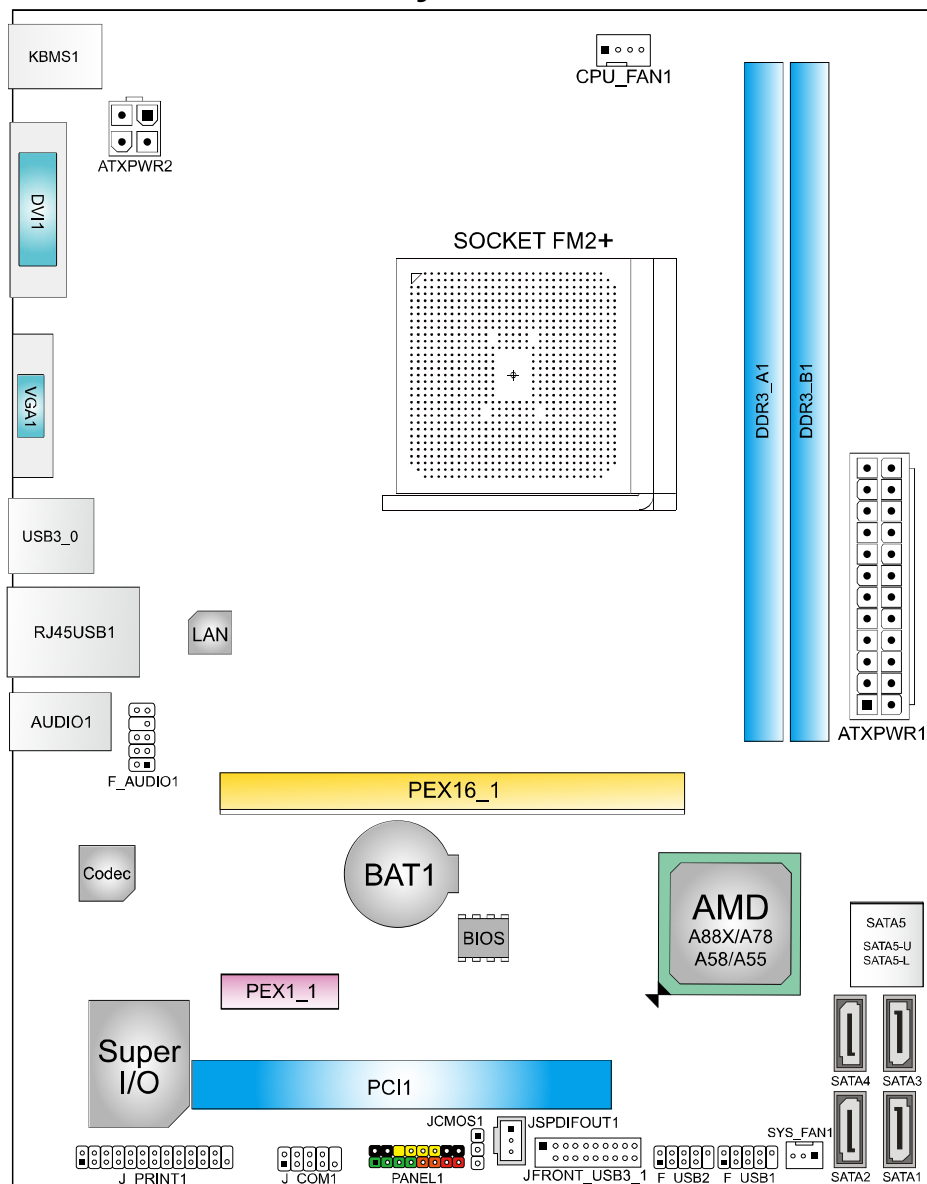 KBMS1
CPU_FAN1
ATXPWR2
DVI1
SOCKET FM2+
VGA1
DDR3_A1
DDR3_B1
USB3_0
RJ45USB1
LAN
AUDIO1
F_AUDIO1
ATXPWR1
PEX16_1
Codec
BAT1
BIOS
AMD
A88X/A78
A58/A55
SATA5
SATA5-U
SATA5-L
PEX1_1
Super
I/O
PCI1
SATA4
SATA3
JCMOS1
JSPDIFOUT1
SYS_FAN1
J_PRINT1
J_COM1
PANEL1
JFRONT_USB3_1
F_USB2
F_USB1
SATA2
SATA1